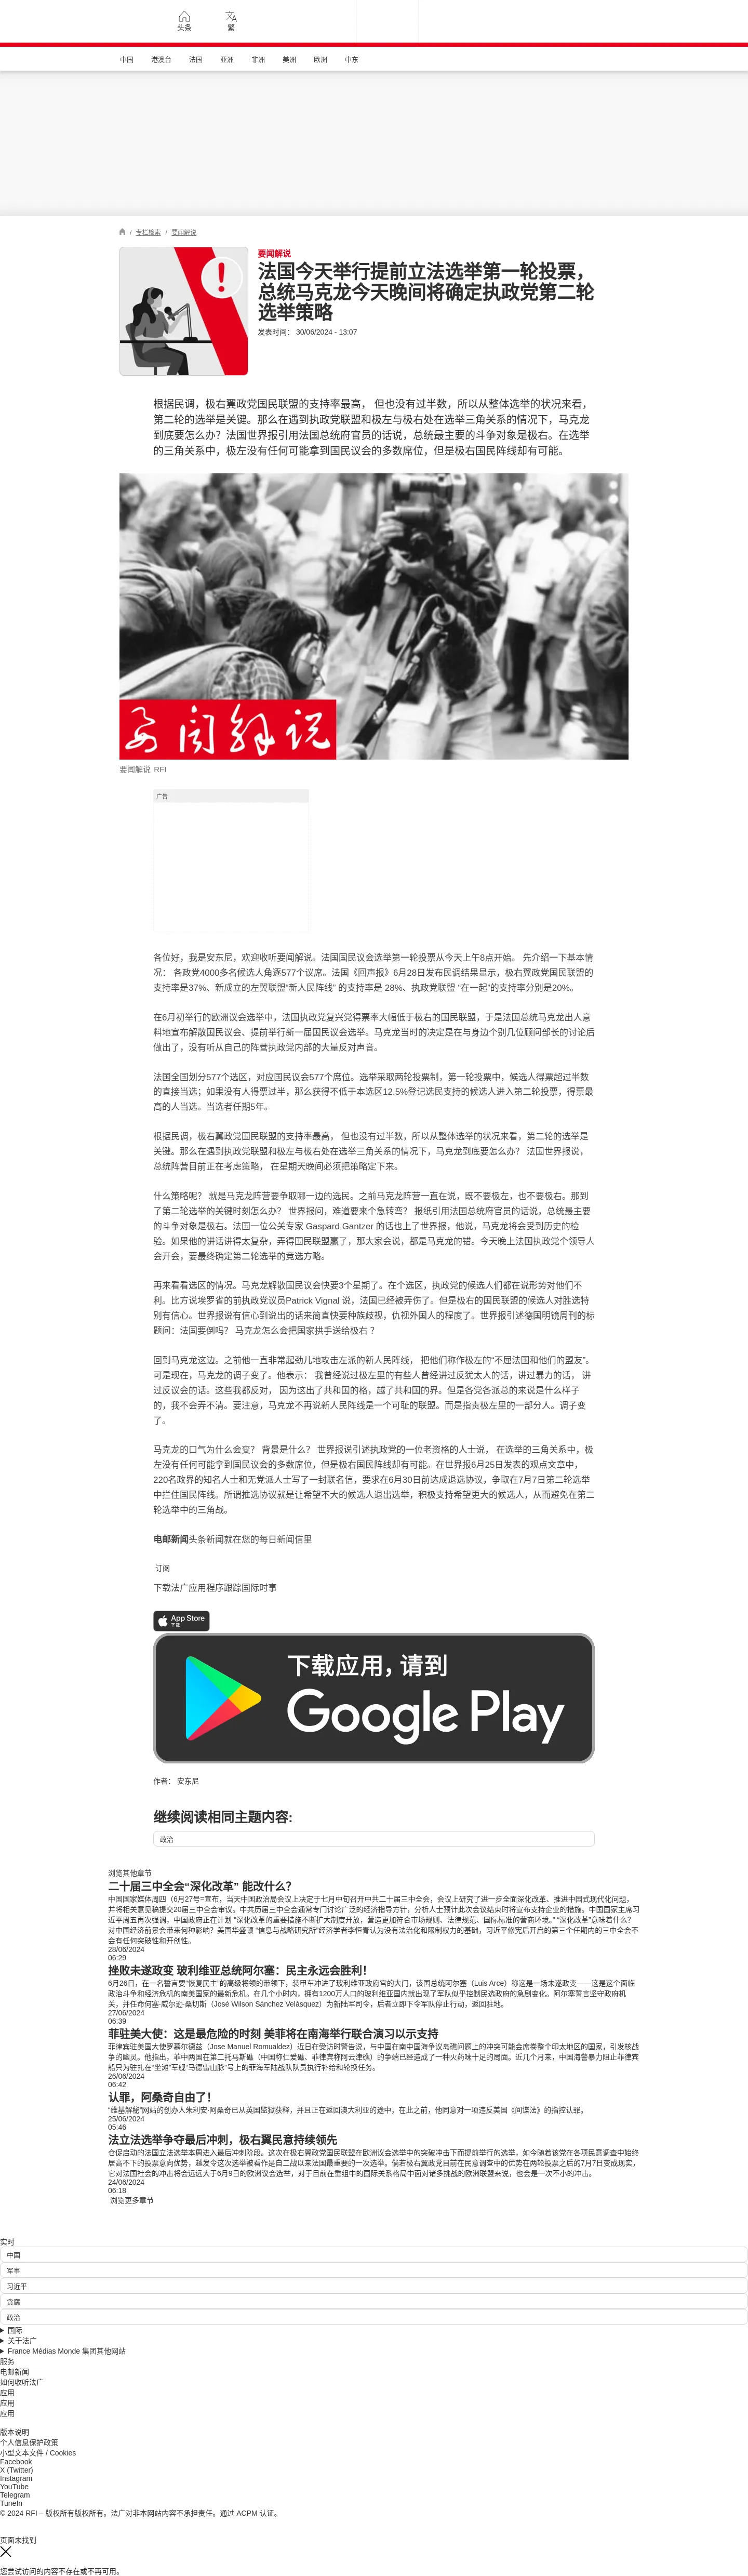 头条
繁
中国
港澳台
法国
亚洲
非洲
美洲
欧洲
中东
/ 专栏检索 / 要闻解说
要闻解说
法国今天举行提前立法选举第一轮投票，
总统马克龙今天晚间将确定执政党第二轮
选举策略
发表时间： 30/06/2024 - 13:07
根据民调，极右翼政党国民联盟的支持率最高， 但也没有过半数，所以从整体选举的状况来看，
第二轮的选举是关键。那么在遇到执政党联盟和极左与极右处在选举三角关系的情况下，马克龙
到底要怎么办？法国世界报引用法国总统府官员的话说，总统最主要的斗争对象是极右。在选举
的三角关系中，极左没有任何可能拿到国民议会的多数席位，但是极右国民阵线却有可能。
要闻解说
要闻解说 RFI
广告
各位好，我是安东尼，欢迎收听要闻解说。法国国民议会选举第一轮投票从今天上午8点开始。 先介绍一下基本情
况： 各政党4000多名候选人角逐577个议席。法国《回声报》6月28日发布民调结果显示，极右翼政党国民联盟的
支持率是37%、新成立的左翼联盟“新人民阵线” 的支持率是 28%、执政党联盟 “在一起”的支持率分别是20%。
在6月初举行的欧洲议会选举中，法国执政党复兴党得票率大幅低于极右的国民联盟，于是法国总统马克龙出人意
料地宣布解散国民议会、提前举行新一届国民议会选举。马克龙当时的决定是在与身边个别几位顾问部长的讨论后
做出了，没有听从自己的阵营执政党内部的大量反对声音。
法国全国划分577个选区，对应国民议会577个席位。选举采取两轮投票制，第一轮投票中，候选人得票超过半数
的直接当选；如果没有人得票过半，那么获得不低于本选区12.5%登记选民支持的候选人进入第二轮投票，得票最
高的人当选。当选者任期5年。
根据民调，极右翼政党国民联盟的支持率最高， 但也没有过半数，所以从整体选举的状况来看，第二轮的选举是
关键。那么在遇到执政党联盟和极左与极右处在选举三角关系的情况下，马克龙到底要怎么办？ 法国世界报说，
总统阵营目前正在考虑策略， 在星期天晚间必须把策略定下来。
什么策略呢？ 就是马克龙阵营要争取哪一边的选民。之前马克龙阵营一直在说，既不要极左，也不要极右。那到
了第二轮选举的关键时刻怎么办？ 世界报问，难道要来个急转弯？ 报纸引用法国总统府官员的话说，总统最主要
的斗争对象是极右。法国一位公关专家 Gaspard Gantzer 的话也上了世界报，他说，马克龙将会受到历史的检
验。如果他的讲话讲得太复杂，弄得国民联盟赢了，那大家会说，都是马克龙的错。今天晚上法国执政党个领导人
会开会，要最终确定第二轮选举的竞选方略。
再来看看选区的情况。马克龙解散国民议会快要3个星期了。在个选区，执政党的候选人们都在说形势对他们不
利。比方说埃罗省的前执政党议员Patrick Vignal 说，法国已经被弄伤了。但是极右的国民联盟的候选人对胜选特
别有信心。世界报说有信心到说出的话来简直快要种族歧视，仇视外国人的程度了。世界报引述德国明镜周刊的标
题问：法国要倒吗？ 马克龙怎么会把国家拱手送给极右 ？
回到马克龙这边。之前他一直非常起劲儿地攻击左派的新人民阵线， 把他们称作极左的“不屈法国和他们的盟友”。
可是现在，马克龙的调子变了。他表示： 我曾经说过极左里的有些人曾经讲过反犹太人的话，讲过暴力的话， 讲
过反议会的话。这些我都反对， 因为这出了共和国的格，越了共和国的界。但是各党各派总的来说是什么样子
的，我不会弄不清。要注意，马克龙不再说新人民阵线是一个可耻的联盟。而是指责极左里的一部分人。调子变
了。
马克龙的口气为什么会变？ 背景是什么？ 世界报说引述执政党的一位老资格的人士说， 在选举的三角关系中，极
左没有任何可能拿到国民议会的多数席位，但是极右国民阵线却有可能。在世界报6月25日发表的观点文章中，
220名政界的知名人士和无党派人士写了一封联名信，要求在6月30日前达成退选协议，争取在7月7日第二轮选举
中拦住国民阵线。所谓推选协议就是让希望不大的候选人退出选举，积极支持希望更大的候选人，从而避免在第二
轮选举中的三角战。
电邮新闻头条新闻就在您的每日新闻信里
订阅
下载法广应用程序跟踪国际时事
App Store
下载
下载应用，请到
Google Play
作者： 安东尼
继续阅读相同主题内容:
政治
浏览其他章节
二十届三中全会“深化改革” 能改什么？
中国国家媒体周四（6月27号=宣布，当天中国政治局会议上决定于七月中旬召开中共二十届三中全会，会议上研究了进一步全面深化改革、推进中国式现代化问题，
并将相关意见稿提交20届三中全会审议。中共历届三中全会通常专门讨论广泛的经济指导方针，分析人士预计此次会议结束时将宣布支持企业的措施。中国国家主席习
近平周五再次强调，中国政府正在计划 ”深化改革的重要措施不断扩大制度开放，营造更加符合市场规则、法律规范、国际标准的营商环境。” “深化改革”意味着什么？
对中国经济前景会带来何种影响？美国华盛顿 “信息与战略研究所”经济学者李恒青认为没有法治化和限制权力的基础，习近平修宪后开启的第三个任期内的三中全会不
会有任何突破性和开创性。
28/06/2024
06:29
挫败未遂政变 玻利维亚总统阿尔塞：民主永远会胜利！
6月26日，在一名誓言要“恢复民主”的高级将领的带领下，装甲车冲进了玻利维亚政府宫的大门，该国总统阿尔塞（Luis Arce）称这是一场未遂政变——这是这个面临
政治斗争和经济危机的南美国家的最新危机。在几个小时内，拥有1200万人口的玻利维亚国内就出现了军队似乎控制民选政府的急剧变化。阿尔塞誓言坚守政府机
关，并任命何塞·威尔逊·桑切斯（José Wilson Sánchez Velásquez）为新陆军司令，后者立即下令军队停止行动，返回驻地。
27/06/2024
06:39
菲驻美大使：这是最危险的时刻 美菲将在南海举行联合演习以示支持
菲律宾驻美国大使罗慕尔德兹（Jose Manuel Romualdez）近日在受访时警告说，与中国在南中国海争议岛礁问题上的冲突可能会席卷整个印太地区的国家，引发核战
争的幽灵。他指出，菲中两国在第二托马斯礁（中国称仁爱礁、菲律宾称阿云津礁）的争端已经造成了一种火药味十足的局面。近几个月来，中国海警暴力阻止菲律宾
船只为驻扎在“坐滩”军舰“马德雷山脉”号上的菲海军陆战队队员执行补给和轮换任务。
26/06/2024
06:42
认罪，阿桑奇自由了！
“维基解秘”网站的创办人朱利安·阿桑奇已从英国监狱获释，并且正在返回澳大利亚的途中，在此之前，他同意对一项违反美国《间谍法》的指控认罪。
25/06/2024
05:46
法立法选举争夺最后冲刺，极右翼民意持续领先
仓促启动的法国立法选举本周进入最后冲刺阶段。这次在极右翼政党国民联盟在欧洲议会选举中的突破冲击下而提前举行的选举，如今随着该党在各项民意调查中始终
居高不下的投票意向优势，越发令这次选举被看作是自二战以来法国最重要的一次选举。倘若极右翼政党目前在民意调查中的优势在两轮投票之后的7月7日变成现实，
它对法国社会的冲击将会远远大于6月9日的欧洲议会选举，对于目前在重组中的国际关系格局中面对诸多挑战的欧洲联盟来说，也会是一次不小的冲击。
24/06/2024
06:18
浏览更多章节
实时
中国
军事
习近平
贪腐
政治
国际
关于法广
France Médias Monde 集团其他网站
服务
电邮新闻
如何收听法广
应用
应用
应用
版本说明
个人信息保护政策
小型文本文件 / Cookies
Facebook
X (Twitter)
Instagram
YouTube
Telegram
TuneIn
© 2024 RFI – 版权所有版权所有。法广对非本网站内容不承担责任。通过 ACPM 认证。
页面未找到
您尝试访问的内容不存在或不再可用。